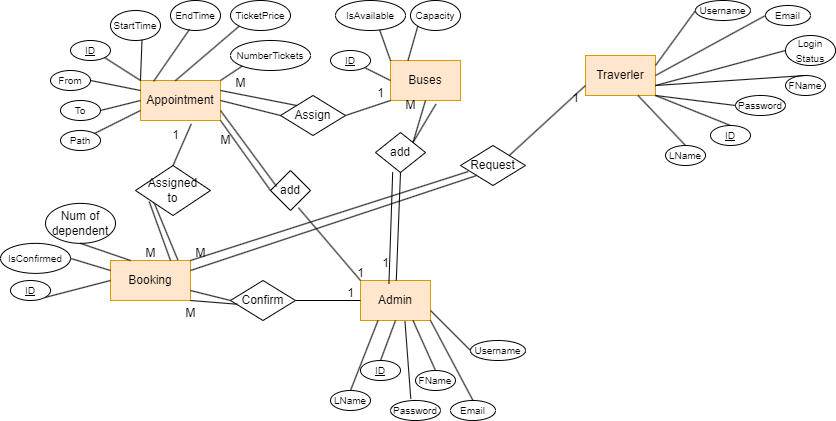 EndTime
TicketPrice
StartTime
IsAvailable
Capacity
Username
Email
ID
NumberTickets
Login
Status
From
ID
Buses
Traverler
FName
Appointment
M
1
M
To
Assign
Password
1
Path
1
M
add
ID
LName
Request
Assigned
to
add
Num of
dependent
IsConfirmed
M
M
1
1
Booking
ID
Confirm
1
Admin
M
Username
ID
FName
LName
Password
Email